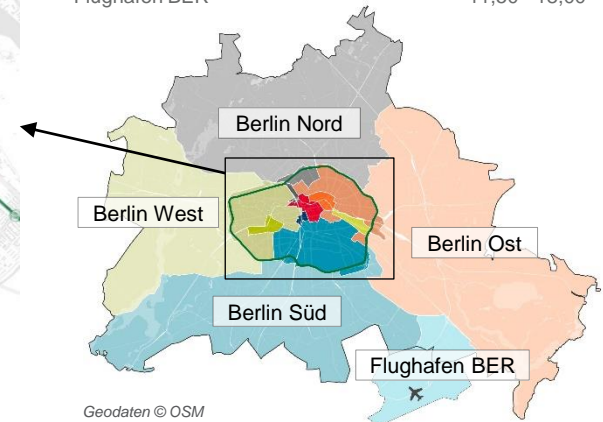 Flughafen BER
Berlin Nord
Berlin West
Berlin Ost
Berlin Süd
Flughafen BER
Geodaten © OSM